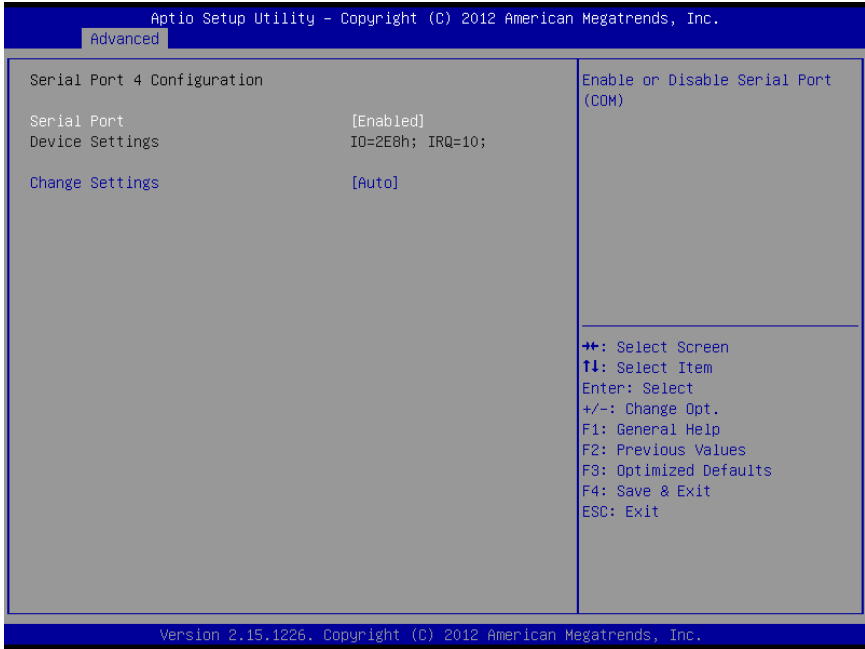 Aptio Setup Utility – Copyright (C) 2012 American Megatrends, Inc.
Advanced
Serial Port 4 Configuration
Serial Port [Enabled]
Device Settings IO=2E8h; IRQ=10;
Change Settings [Auto]
Enable or Disable Serial Port
(COM)
→←: Select Screen
↑↓: Select Item
Enter: Select
+/-: Change Opt.
F1: General Help
F2: Previous Values
F3: Optimized Defaults
F4: Save & Exit
ESC: Exit
Version 2.15.1226. Copyright (C) 2012 American Megatrends, Inc.